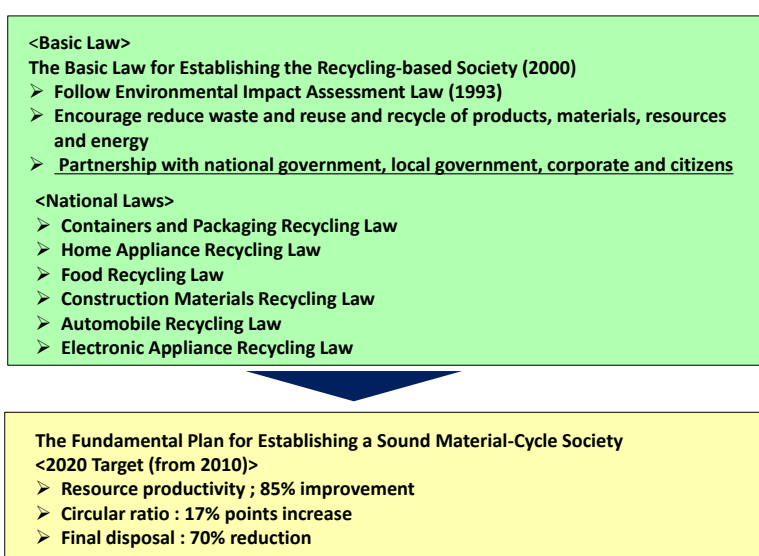 <Basic Law>
The Basic Law for Establishing the Recycling-based Society (2000)
➢ Follow Environmental Impact Assessment Law (1993)
➢ Encourage reduce waste and reuse and recycle of products, materials, resources
and energy
➢ Partnership with national government, local government, corporate and citizens
<National Laws>
➢ Containers and Packaging Recycling Law
➢ Home Appliance Recycling Law
➢ Food Recycling Law
➢ Construction Materials Recycling Law
➢ Automobile Recycling Law
➢ Electronic Appliance Recycling Law
The Fundamental Plan for Establishing a Sound Material-Cycle Society
<2020 Target (from 2010)>
➢ Resource productivity ; 85% improvement
➢ Circular ratio : 17% points increase
➢ Final disposal : 70% reduction